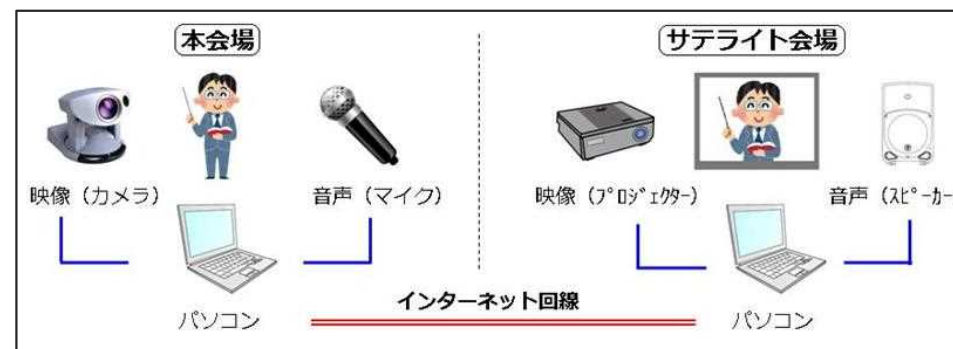 本会場
サテライト会場
映像（カメラ）
音声（マイク）
映像（ﾌﾟﾛｼﾞｪｸﾀｰ）
音声（ｽﾋﾟｰｶｰ
インターネット回線
パソコン
パソコン